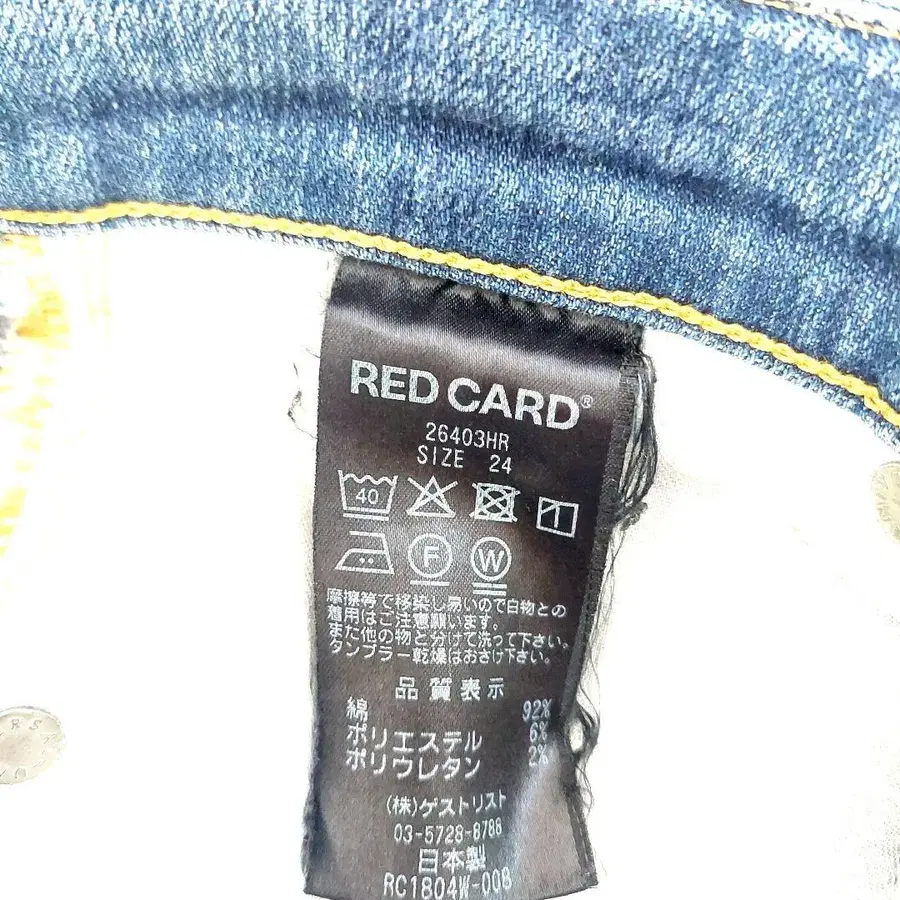 RED CARD®
26403HR
SIZE 24
40
F W
摩擦等で移染し易いので白物との
着用はご注意願います。
また他の物と分けて洗って下さい。
タンブラー乾燥はおさけ下さい。
品質表示
綿 92%
ポリエステル 6%
ポリウレタン 2%
(株)ゲストリスト
03-5728-8788
日本製
RC1804W-008